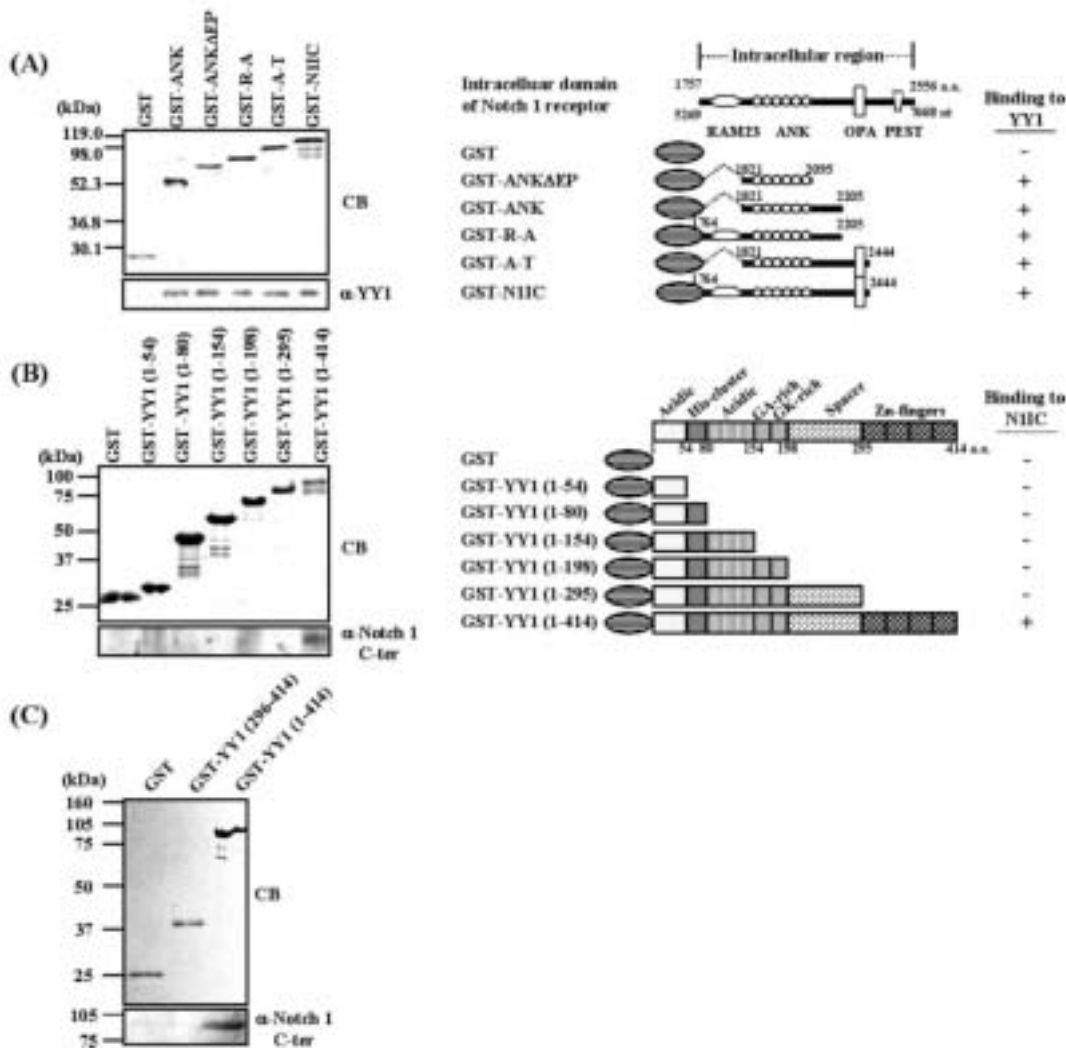 (A)
(kDa)
GST
GST-ANK
GST-ANKΔEP
GST-R-A
GST-A-T
GST-N1IC
119.0
98.0
52.3
36.8
30.1
CB
α-YY1
Intracelluar domain
of Notch 1 receptor
Intracellular region
1757
2556 a.a.
5260
RAM23
ANK
OPA
PEST
Binding to
YY1
GST
-
GST-ANKΔEP
1821
2095
+
GST-ANK
1821
2205
+
GST-R-A
764
2205
+
GST-A-T
1821
2444
+
GST-N1IC
764
2444
+
(B)
(kDa)
GST
GST-YY1 (1-54)
GST-YY1 (1-80)
GST-YY1 (1-154)
GST-YY1 (1-198)
GST-YY1 (1-295)
GST-YY1 (1-414)
100
75
50
37
25
CB
α-Notch 1
C-ter
Acidic
His-cluster
Acidic
GA-rich
GK-rich
Spacer
Zn-fingers
Binding to
N1IC
54
80
154
198
295
414 a.a.
GST
-
GST-YY1 (1-54)
-
GST-YY1 (1-80)
-
GST-YY1 (1-154)
-
GST-YY1 (1-198)
-
GST-YY1 (1-295)
-
GST-YY1 (1-414)
+
(C)
(kDa)
GST
GST-YY1 (296-414)
GST-YY1 (1-414)
160
105
75
50
37
25
CB
105
75
α-Notch 1
C-ter